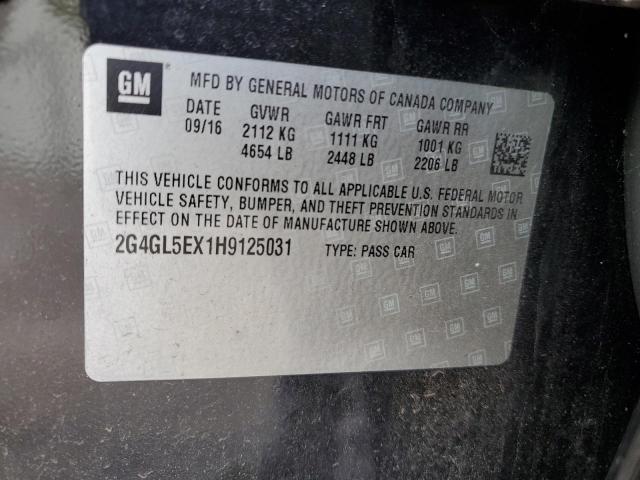 GM
MFD BY GENERAL MOTORS OF CANADA COMPANY
DATE GVWR GAWR FRT GAWR RR
09/16 2112 KG 1111 KG 1001 KG
4654 LB 2448 LB 2206 LB
THIS VEHICLE CONFORMS TO ALL APPLICABLE U.S. FEDERAL MOTOR
VEHICLE SAFETY, BUMPER, AND THEFT PREVENTION STANDARDS IN
EFFECT ON THE DATE OF MANUFACTURE SHOWN ABOVE.
2G4GL5EX1H9125031 TYPE: PASS CAR